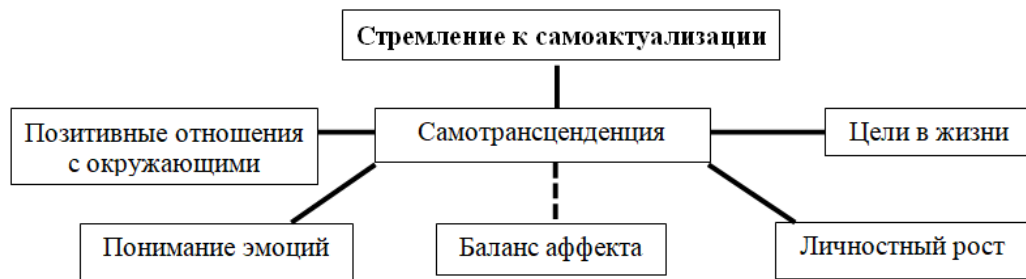 Стремление к самоактуализации
Позитивные отношения
с окружающими
Самотрансценденция
Цели в жизни
Понимание эмоций
Баланс аффекта
Личностный рост